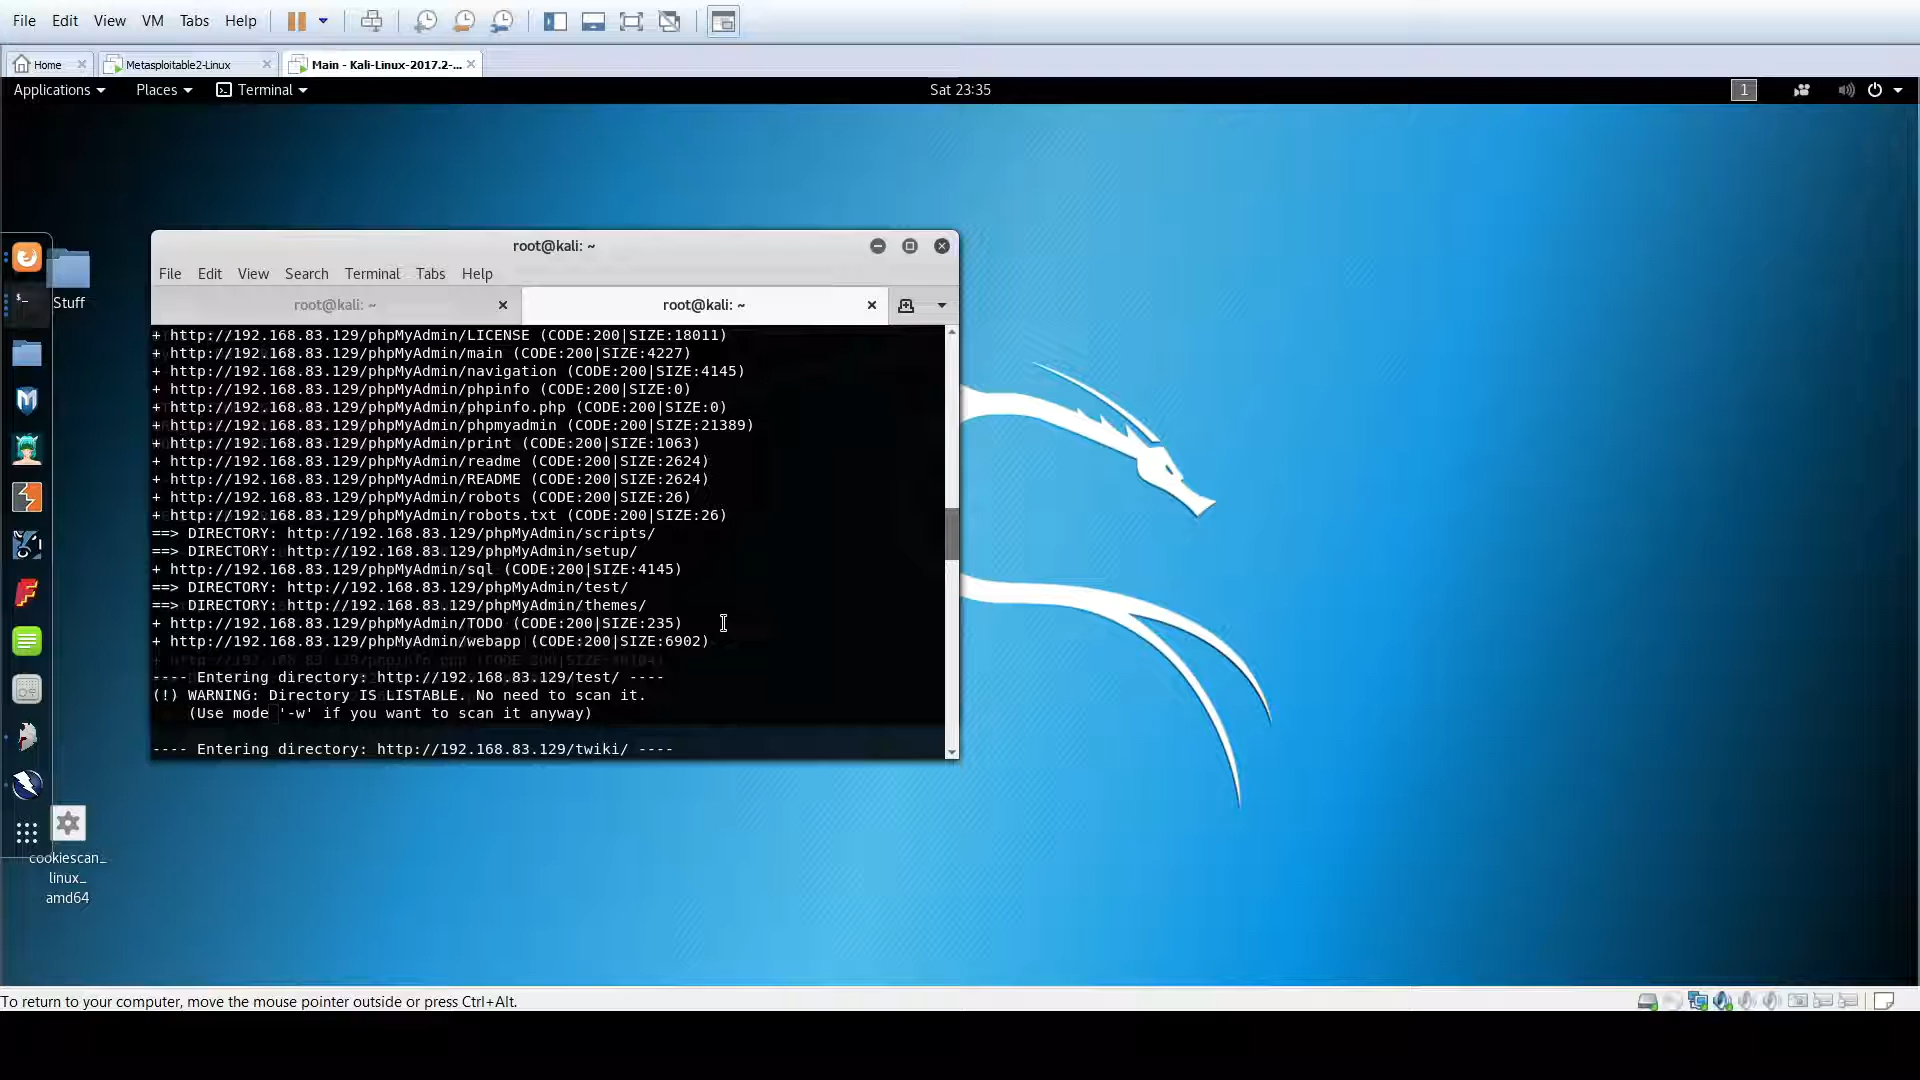 File Edit View VM Tabs Help
Home Metasploitable2-Linux Main - Kali-Linux-2017.2-...
Applications Places Terminal Sat 23:35 1
root@kali: ~
File Edit View Search Terminal Tabs Help
root@kali: ~ root@kali: ~
+ http://192.168.83.129/phpMyAdmin/LICENSE (CODE:200|SIZE:18011)
+ http://192.168.83.129/phpMyAdmin/main (CODE:200|SIZE:4227)
+ http://192.168.83.129/phpMyAdmin/navigation (CODE:200|SIZE:4145)
+ http://192.168.83.129/phpMyAdmin/phpinfo (CODE:200|SIZE:0)
+ http://192.168.83.129/phpMyAdmin/phpinfo.php (CODE:200|SIZE:0)
+ http://192.168.83.129/phpMyAdmin/phpmyadmin (CODE:200|SIZE:21389)
+ http://192.168.83.129/phpMyAdmin/print (CODE:200|SIZE:1063)
+ http://192.168.83.129/phpMyAdmin/readme (CODE:200|SIZE:2624)
+ http://192.168.83.129/phpMyAdmin/README (CODE:200|SIZE:2624)
+ http://192.168.83.129/phpMyAdmin/robots (CODE:200|SIZE:26)
+ http://192.168.83.129/phpMyAdmin/robots.txt (CODE:200|SIZE:26)
==> DIRECTORY: http://192.168.83.129/phpMyAdmin/scripts/
==> DIRECTORY: http://192.168.83.129/phpMyAdmin/setup/
+ http://192.168.83.129/phpMyAdmin/sql (CODE:200|SIZE:4145)
==> DIRECTORY: http://192.168.83.129/phpMyAdmin/test/
==> DIRECTORY: http://192.168.83.129/phpMyAdmin/themes/
+ http://192.168.83.129/phpMyAdmin/TODO (CODE:200|SIZE:235)
+ http://192.168.83.129/phpMyAdmin/webapp (CODE:200|SIZE:6902)
---- Entering directory: http://192.168.83.129/test/ ----
(!) WARNING: Directory IS LISTABLE. No need to scan it.
(Use mode '-w' if you want to scan it anyway)
---- Entering directory: http://192.168.83.129/twiki/ ----
Stuff
cookiescan_
linux_
amd64
To return to your computer, move the mouse pointer outside or press Ctrl+Alt.